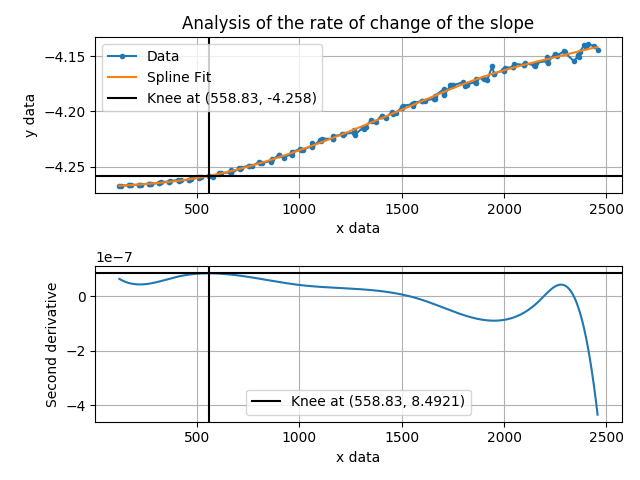 Analysis of the rate of change of the slope
−4.15
−4.20
−4.25
y data
Data
Spline Fit
Knee at (558.83, -4.258)
500
1000
1500
2000
2500
x data
1e−7
0
−2
−4
Second derivative
Knee at (558.83, 8.4921)
500
1000
1500
2000
2500
x data